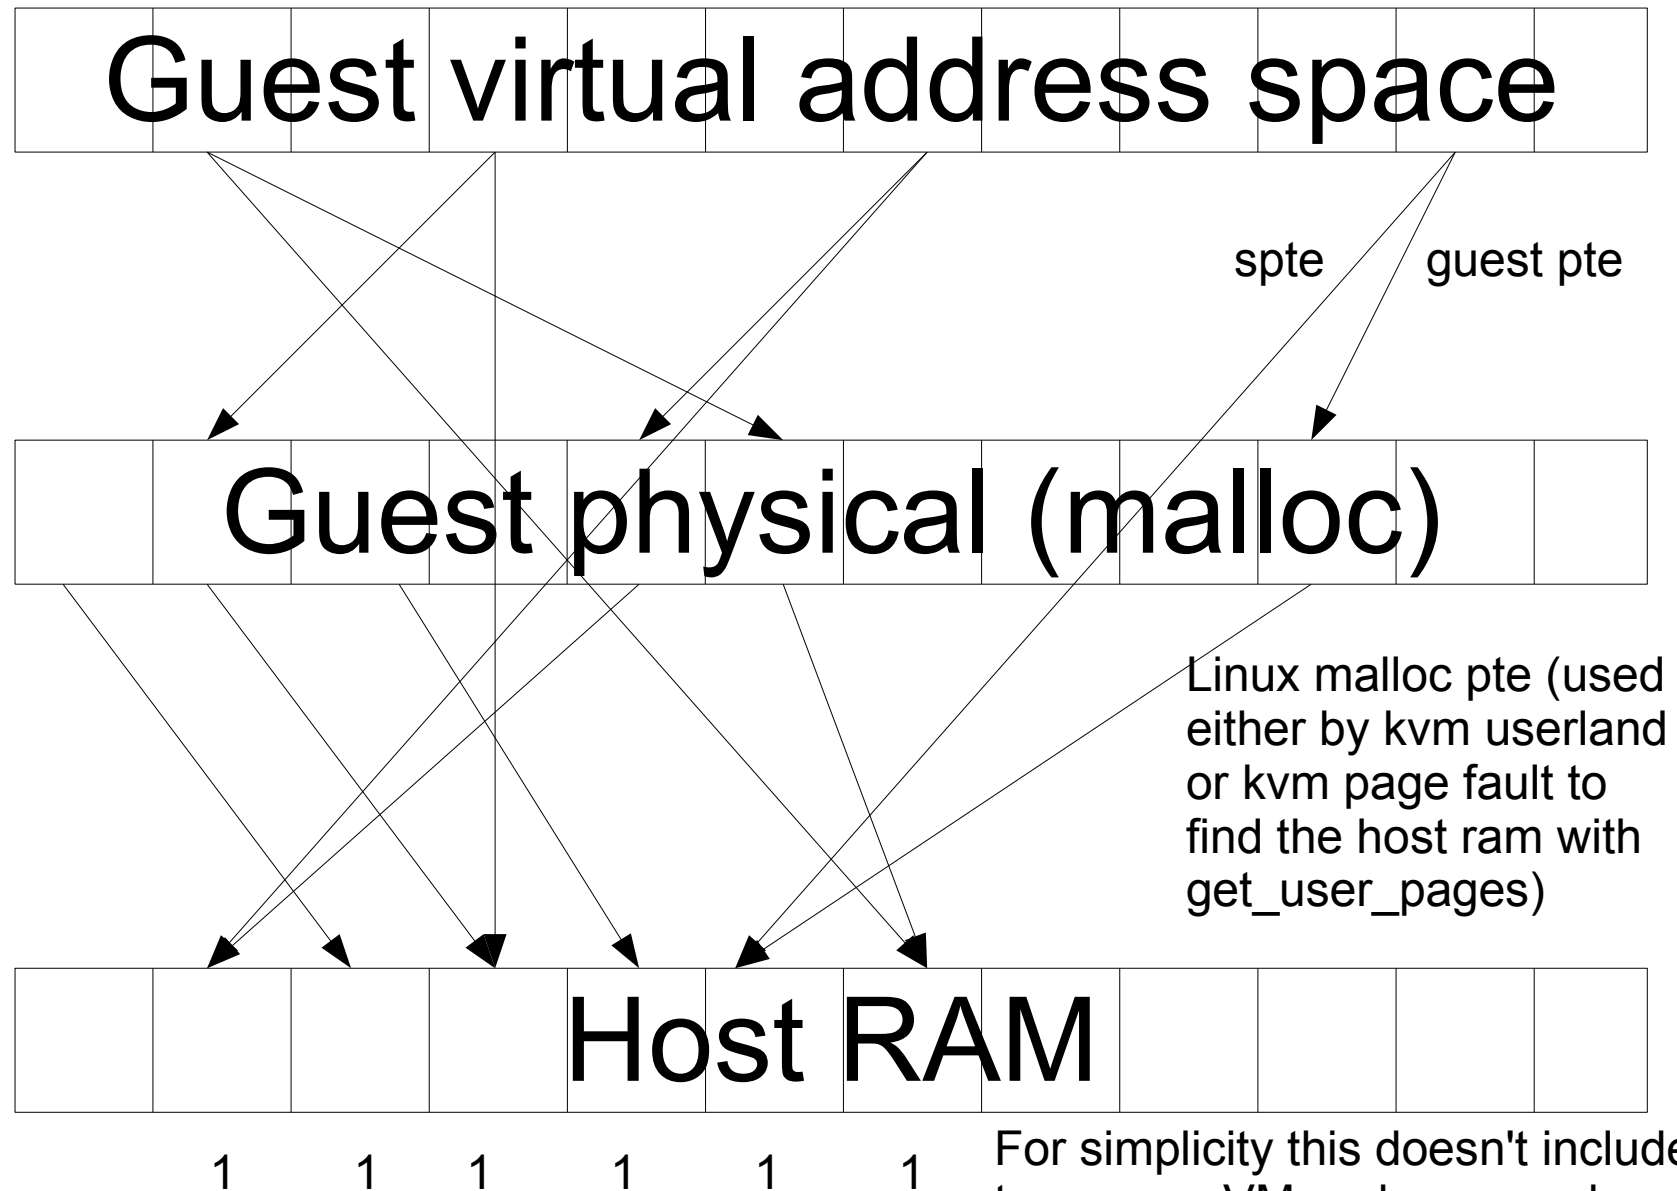 Guest virtual address space
spte
guest pte
Guest physical (malloc)
Linux malloc pte (used
either by kvm userland
or kvm page fault to
find the host ram with
get_user_pages)
Host RAM
1 1 1 1 1 1
For simplicity this doesn't include